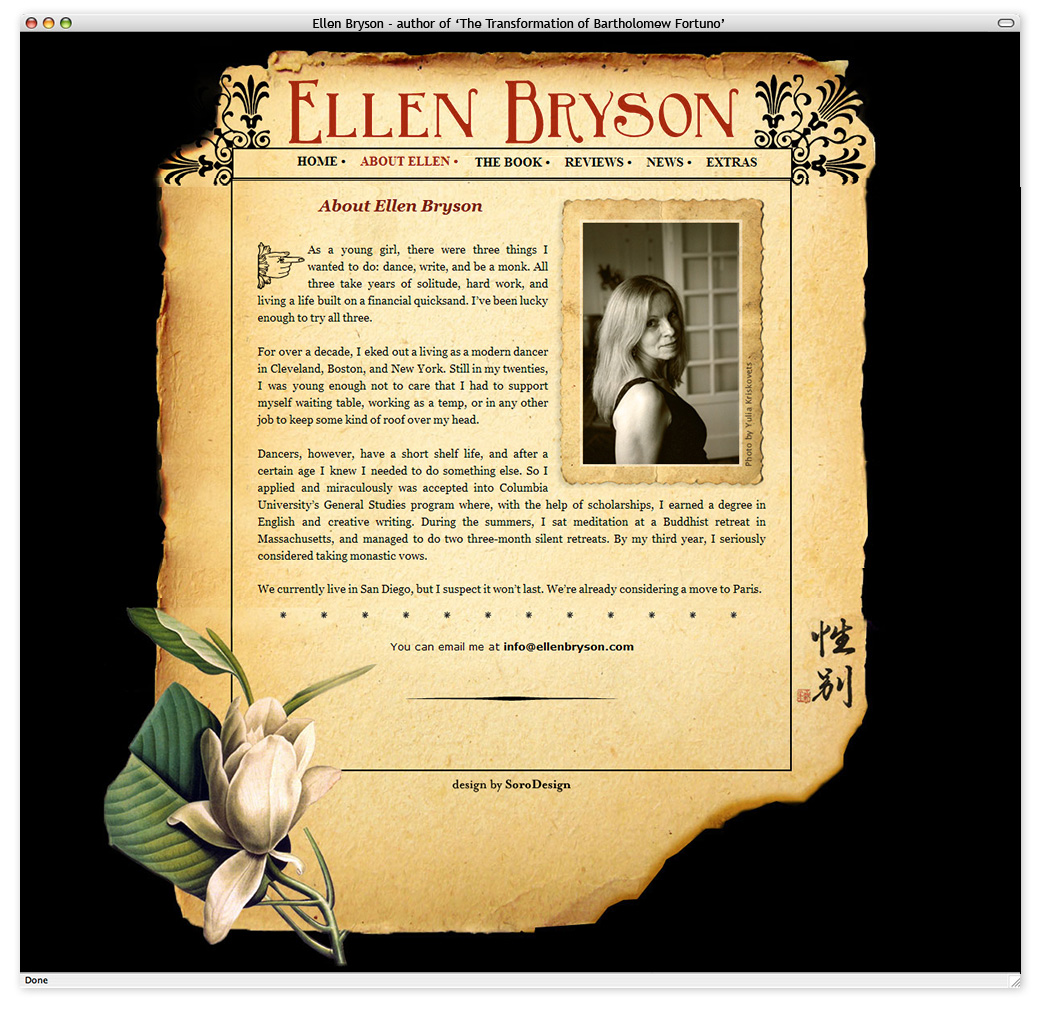 Ellen Bryson - author of ‘The Transformation of Bartholomew Fortuno’
ELLEN BRYSON
HOME • ABOUT ELLEN • THE BOOK • REVIEWS • NEWS • EXTRAS
About Ellen Bryson
As a young girl, there were three things I
wanted to do: dance, write, and be a monk. All
three take years of solitude, hard work, and
living a life built on a financial quicksand. I’ve been lucky
enough to try all three.
For over a decade, I eked out a living as a modern dancer
in Cleveland, Boston, and New York. Still in my twenties,
I was young enough not to care that I had to support
myself waiting table, working as a temp, or in any other
job to keep some kind of roof over my head.
Dancers, however, have a short shelf life, and after a
certain age I knew I needed to do something else. So I
applied and miraculously was accepted into Columbia
University’s General Studies program where, with the help of scholarships, I earned a degree in
English and creative writing. During the summers, I sat meditation at a Buddhist retreat in
Massachusetts, and managed to do two three-month silent retreats. By my third year, I seriously
considered taking monastic vows.
We currently live in San Diego, but I suspect it won’t last. We’re already considering a move to Paris.
* * * * * * * * * * * *
You can email me at info@ellenbryson.com
Photo by Yulia Kriskovets
性
别
design by SoroDesign
Done